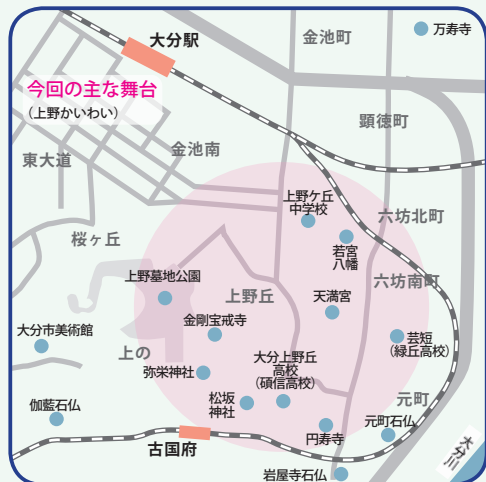 大分駅
金池町
万寿寺
今回の主な舞台
（上野かいわい）
顕徳町
東大道
金池南
上野ケ丘
中学校
六坊北町
若宮
八幡
桜ヶ丘
六坊南町
上野墓地公園
上野丘
天満宮
金剛宝戒寺
大分市美術館
上の
芸短
（緑丘高校）
大分上野丘
高校
（碩信高校）
弥栄神社
松坂
神社
元町
伽藍石仏
円寿寺
元町石仏
古国府
大分川
岩屋寺石仏